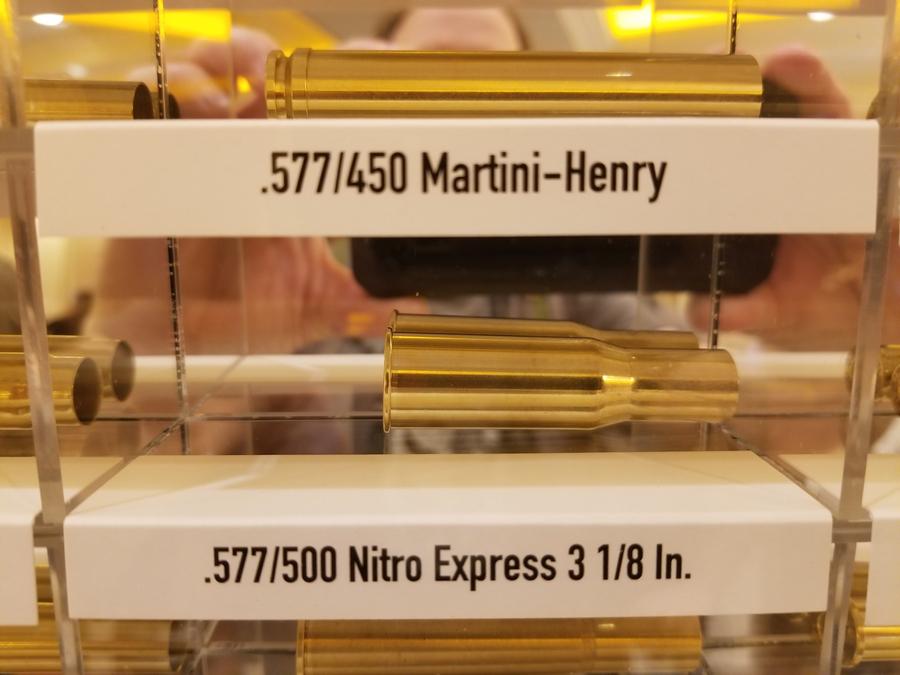 .577/450 Martini-Henry
.577/500 Nitro Express 3 1/8 In.